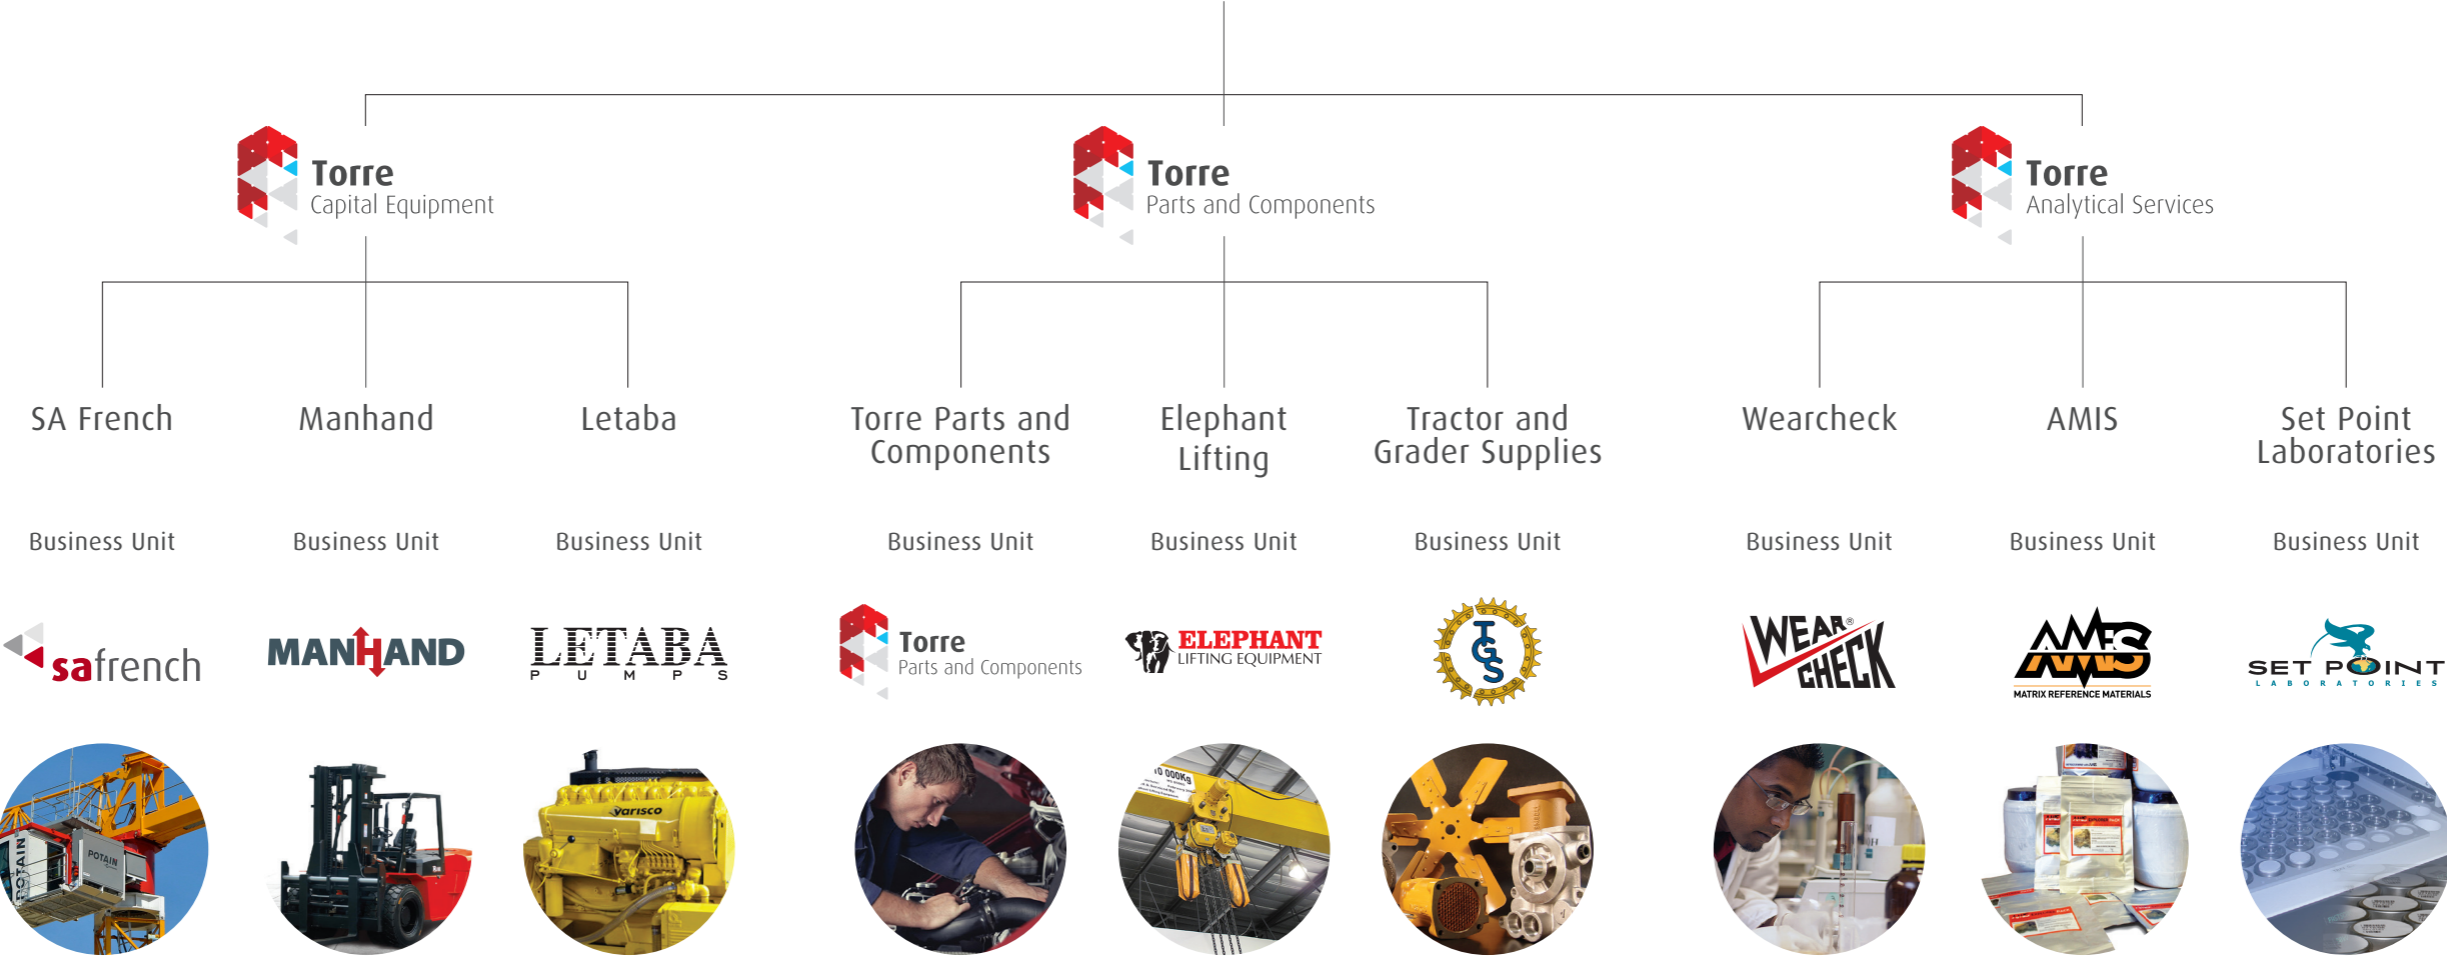 Torre
Capital Equipment
Torre
Parts and Components
Torre
Analytical Services
SA French
Manhand
Letaba
Torre Parts and
Components
Elephant
Lifting
Tractor and
Grader Supplies
Wearcheck
AMIS
Set Point
Laboratories
Business Unit
Business Unit
Business Unit
Business Unit
Business Unit
Business Unit
Business Unit
Business Unit
Business Unit
safrench
MANHAND
LETABA
PUMPS
Torre
Parts and Components
ELEPHANT
LIFTING EQUIPMENT
TGS
WEAR®
CHECK
AMIS
MATRIX REFERENCE MATERIALS
SET POINT
LABORATORIES
POTAIN
POTAIN
varisco
10 000Kg